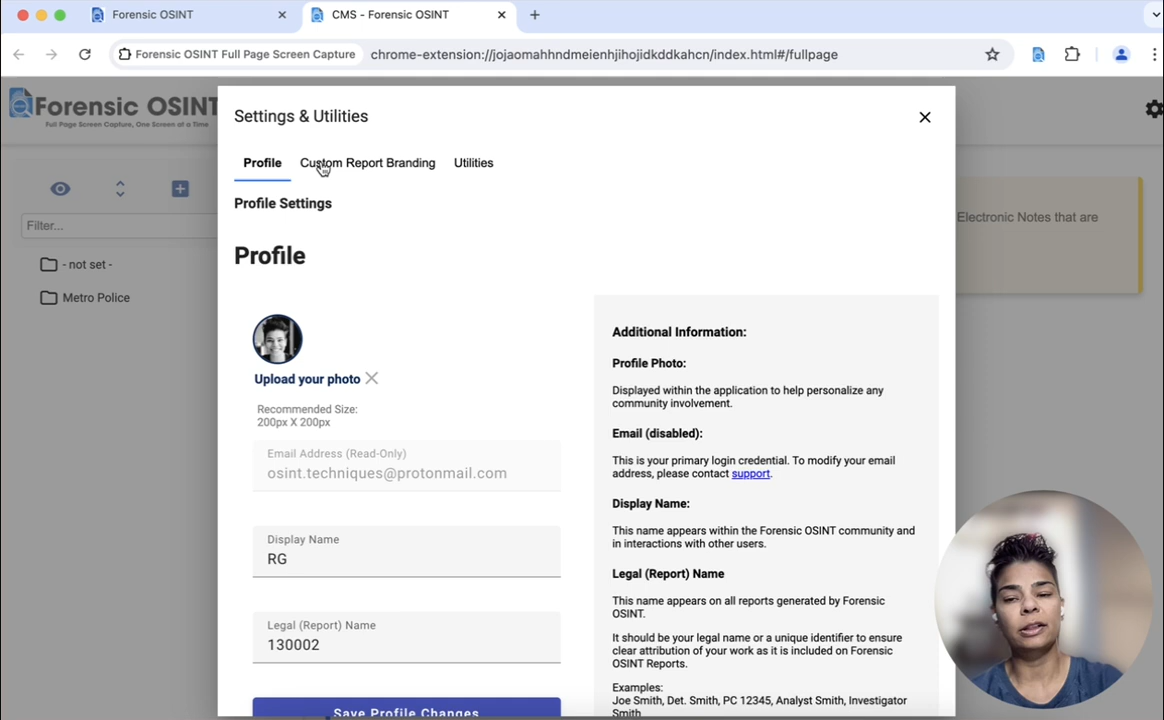 Forensic OSINT
CMS - Forensic OSINT
Forensic OSINT Full Page Screen Capture
chrome-extension://jojaomahhndmeienhjihojidkddkahcn/index.html#/fullpage
Forensic OSINT
Full Page Screen Capture, One Screen at a Time
Settings & Utilities
Profile
Custom Report Branding
Utilities
Profile Settings
Filter...
- not set -
Metro Police
Electronic Notes that are
Profile
Upload your photo
Recommended Size:
200px X 200px
Email Address (Read-Only)
osint.techniques@protonmail.com
Display Name
RG
Legal (Report) Name
130002
Save Profile Changes
Additional Information:
Profile Photo:
Displayed within the application to help personalize any
community involvement.
Email (disabled):
This is your primary login credential. To modify your email
address, please contact support.
Display Name:
This name appears within the Forensic OSINT community and
in interactions with other users.
Legal (Report) Name
This name appears on all reports generated by Forensic
OSINT.
It should be your legal name or a unique identifier to ensure
clear attribution of your work as it is included on Forensic
OSINT Reports.
Examples:
Joe Smith, Det. Smith, PC 12345, Analyst Smith, Investigator
Smith